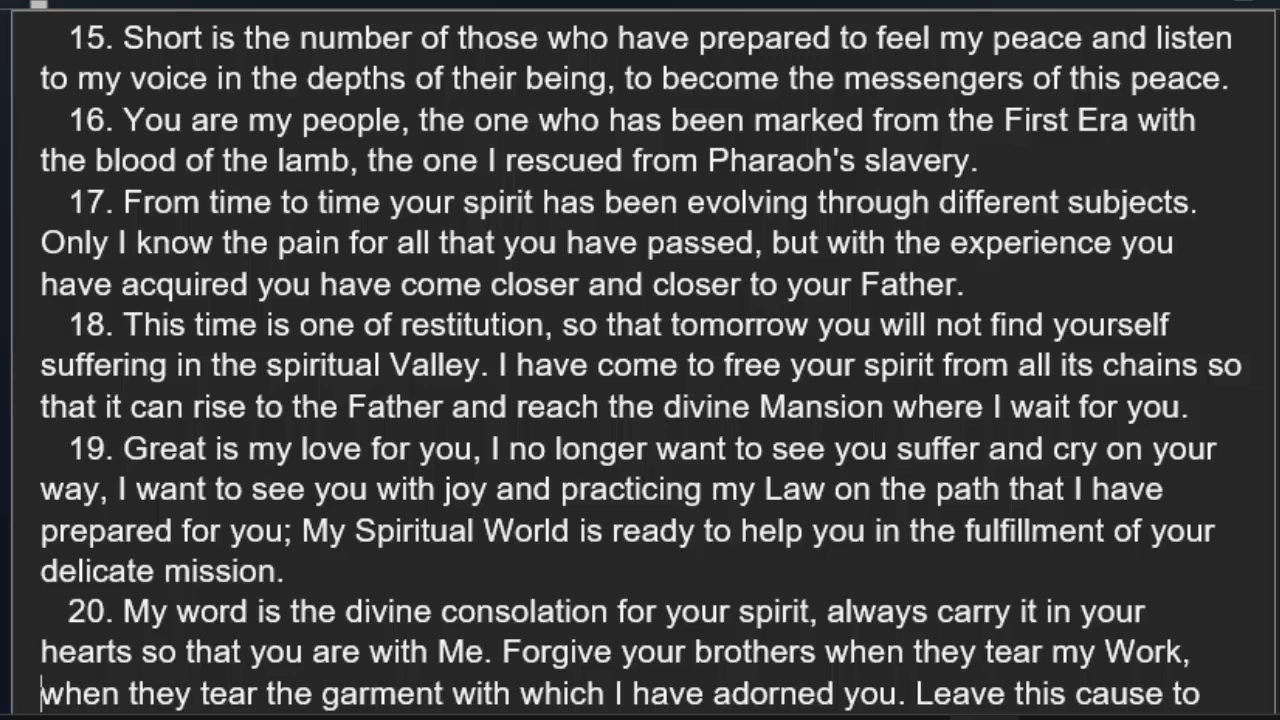 15. Short is the number of those who have prepared to feel my peace and listen
to my voice in the depths of their being, to become the messengers of this peace.
16. You are my people, the one who has been marked from the First Era with
the blood of the lamb, the one I rescued from Pharaoh's slavery.
17. From time to time your spirit has been evolving through different subjects.
Only I know the pain for all that you have passed, but with the experience you
have acquired you have come closer and closer to your Father.
18. This time is one of restitution, so that tomorrow you will not find yourself
suffering in the spiritual Valley. I have come to free your spirit from all its chains so
that it can rise to the Father and reach the divine Mansion where I wait for you.
19. Great is my love for you, I no longer want to see you suffer and cry on your
way, I want to see you with joy and practicing my Law on the path that I have
prepared for you; My Spiritual World is ready to help you in the fulfillment of your
delicate mission.
20. My word is the divine consolation for your spirit, always carry it in your
hearts so that you are with Me. Forgive your brothers when they tear my Work,
when they tear the garment with which I have adorned you. Leave this cause to